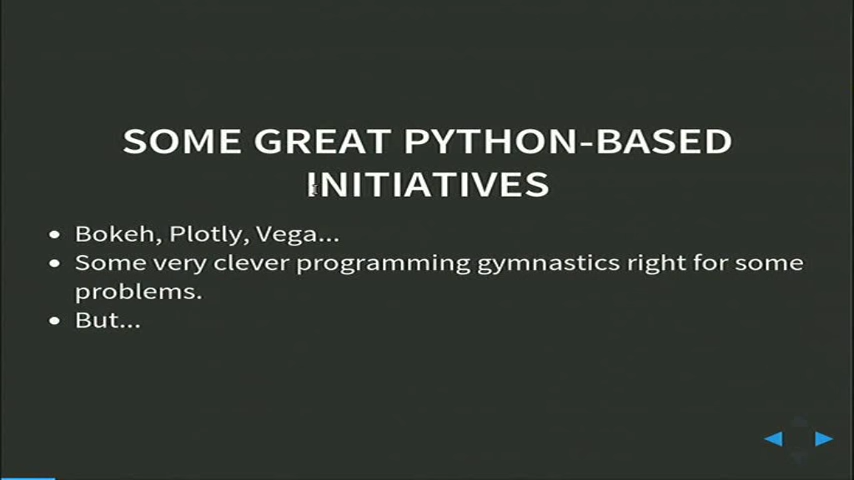 SOME GREAT PYTHON-BASED
INITIATIVES
Bokeh, Plotly, Vega...
Some very clever programming gymnastics right for some
problems.
But...